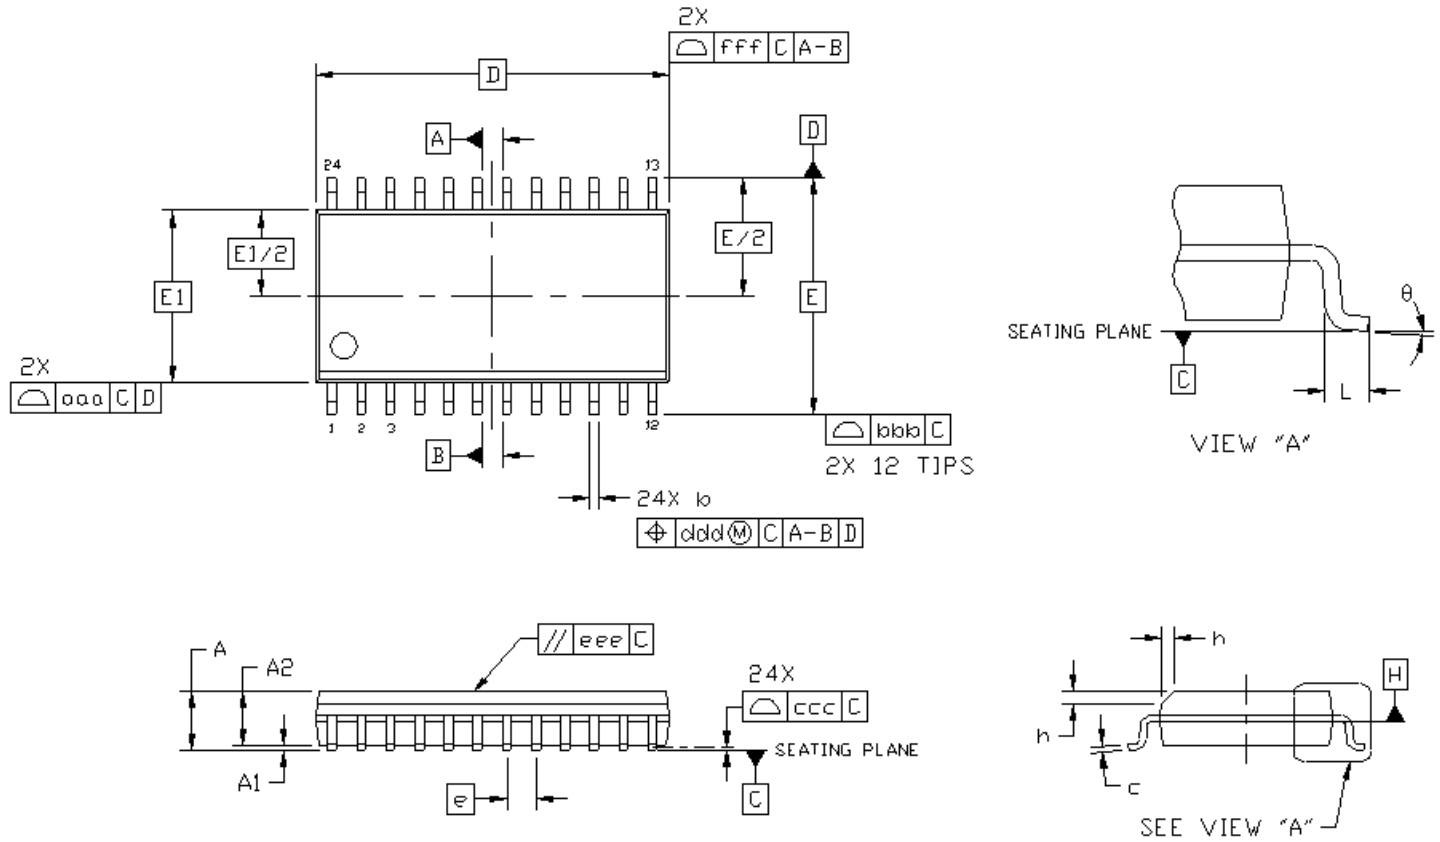 2X
fff C A-B
D
A
D
24
13
E1/2
E/2
E1
E
θ
SEATING PLANE
C
L
2X
aaa C D
1 2 3
12
B
bbb C
2X 12 TIPS
VIEW "A"
24X b
ddd Ⓜ C A-B D
// eee C
A
A2
24X
ccc C
h
H
h
A1
SEATING PLANE
e
C
c
SEE VIEW "A"